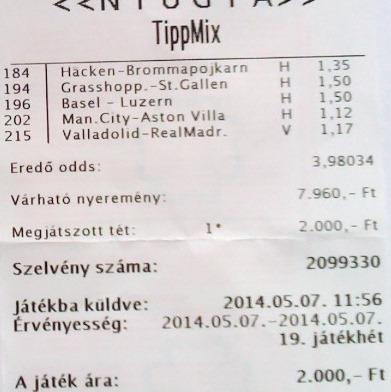 <<NYUGTA>>
TippMix
184 Häcken-Brommapojkarn H 1,35
194 Grasshopp.-St.Gallen H 1,50
196 Basel - Luzern H 1,50
202 Man.City-Aston Villa H 1,12
215 Valladolid-RealMadr. V 1,17
Eredő odds: 3,98034
Várható nyeremény: 7.960,- Ft
Megjátszott tét: 1* 2.000,- Ft
Szelvény száma: 2099330
Játékba küldve: 2014.05.07. 11:56
Érvényesség: 2014.05.07.-2014.05.07.
19. játékhét
A játék ára: 2.000,- Ft